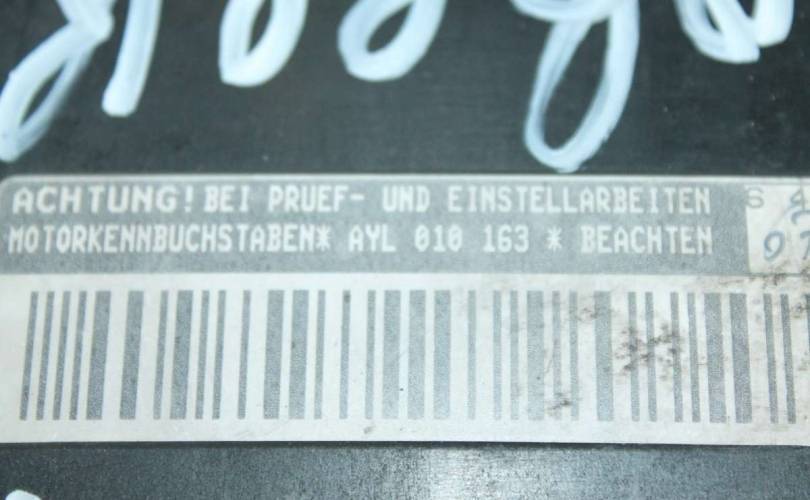 ACHTUNG! BEI PRUEF- UND EINSTELLARBEITEN S
MOTORKENNBUCHSTABEN* AYL 010 163 * BEACHTEN